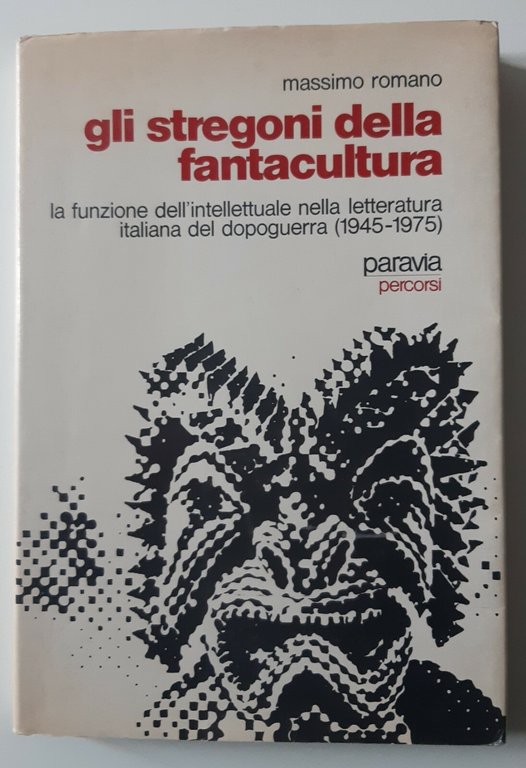 massimo romano
gli stregoni della
fantacultura
la funzione dell'intellettuale nella letteratura
italiana del dopoguerra (1945-1975)
paravia
percorsi